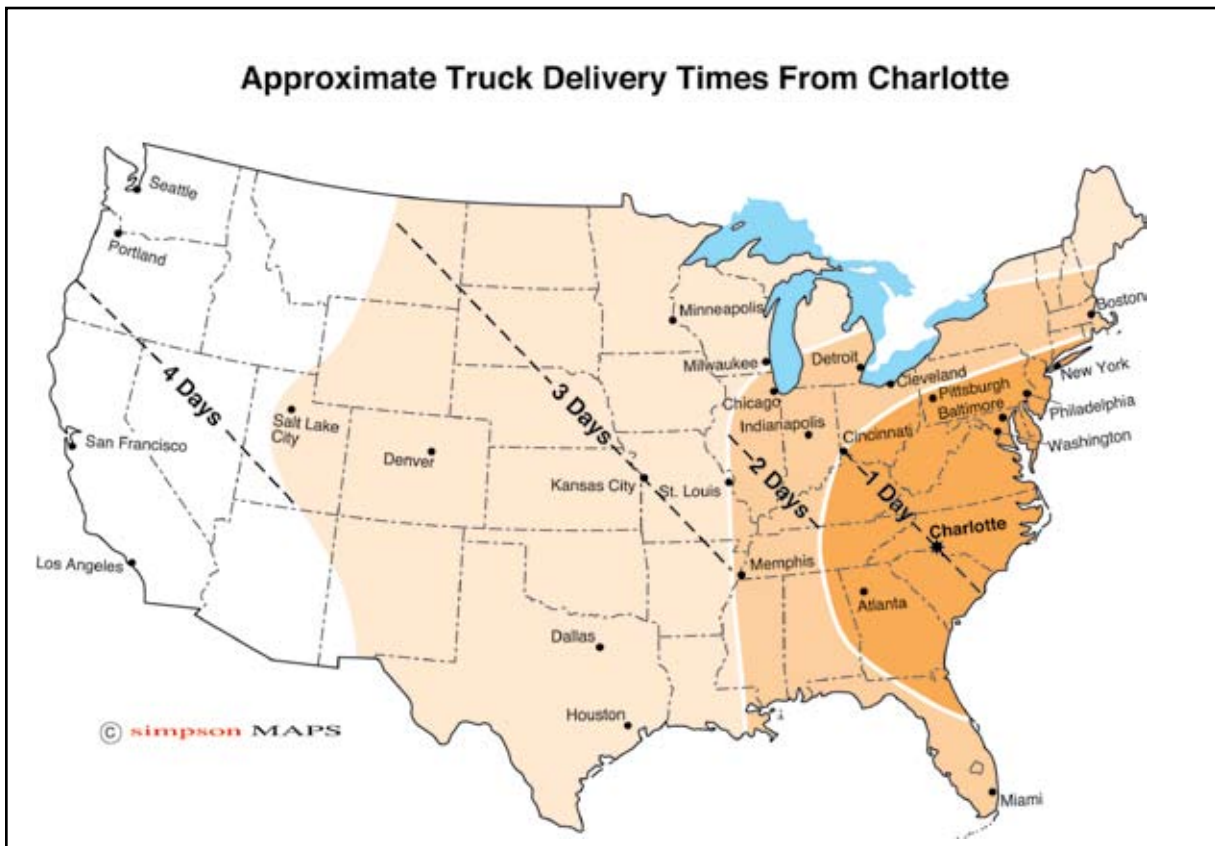 Approximate Truck Delivery Times From Charlotte
Seattle
Portland
Minneapolis
Boston
Milwaukee
Detroit
Cleveland
New York
4 Days
3 Days
Chicago
Pittsburgh
Baltimore
Philadelphia
Salt Lake
City
Indianapolis
Cincinnati
Washington
San Francisco
Denver
Kansas City
St. Louis
2 Days
1 Day
Charlotte
Los Angeles
Memphis
Atlanta
Dallas
Houston
© simpson MAPS
Miami